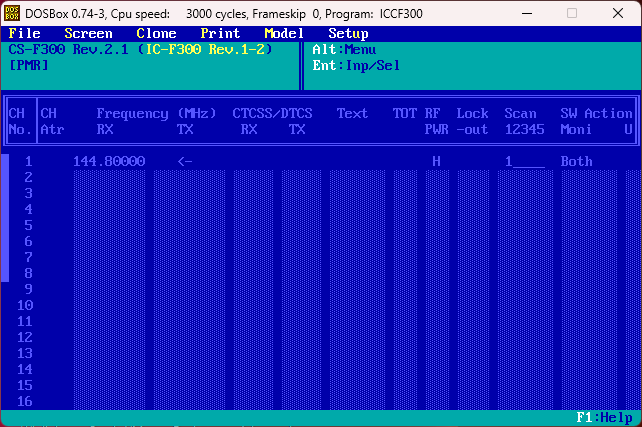 DOSBox 0.74-3, Cpu speed: 3000 cycles, Frameskip 0, Program: ICCF300
File Screen Clone Print Model Setup
CS-F300 Rev.2.1 (IC-F300 Rev.1-2) Alt:Menu
[PMR] Ent:Inp/Sel
CH CH Frequency (MHz) CTCSS/DTCS Text TOT RF Lock Scan SW Action
No. Atr RX TX RX TX PWR -out 12345 Moni U
1 144.80000 <- H 1____ Both
2
3
4
5
6
7
8
9
10
11
12
13
14
15
16
F1:Help